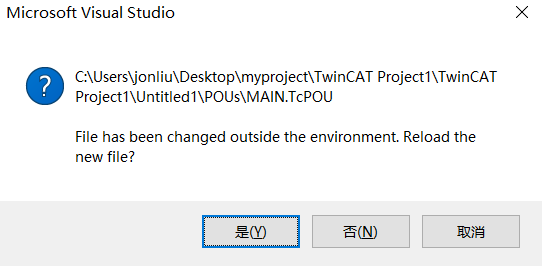 Microsoft Visual Studio
C:\Users\jonliu\Desktop\myproject\TwinCAT Project1\TwinCAT
Project1\Untitled1\POUs\MAIN.TcPOU
File has been changed outside the environment. Reload the
new file?
是(Y)
否(N)
取消